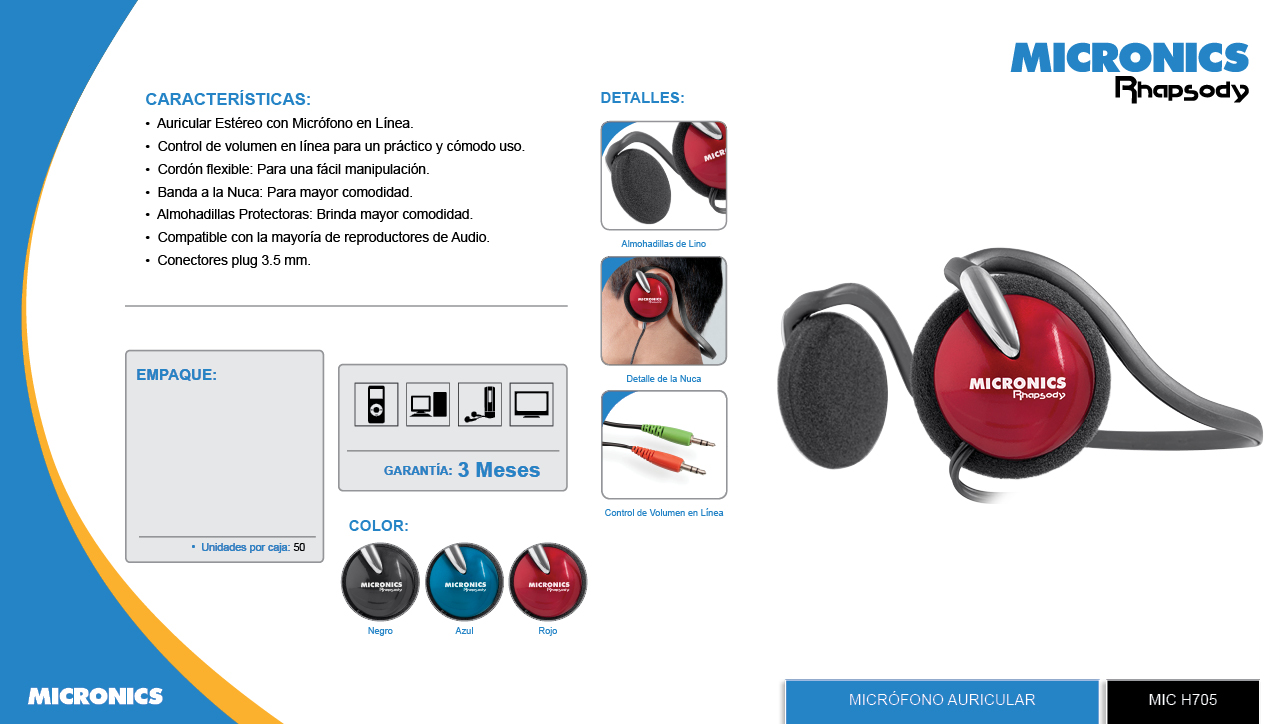 MICRONICS
Rhapsody
CARACTERÍSTICAS:
• Auricular Estéreo con Micrófono en Línea.
• Control de volumen en línea para un práctico y cómodo uso.
• Cordón flexible: Para una fácil manipulación.
• Banda a la Nuca: Para mayor comodidad.
• Almohadillas Protectoras: Brinda mayor comodidad.
• Compatible con la mayoría de reproductores de Audio.
• Conectores plug 3.5 mm.
DETALLES:
MICR
Almohadillas de Lino
MICRONICS
Rhapsody
Detalle de la Nuca
Control de Volumen en Línea
MICRONICS
Rhapsody
EMPAQUE:
• Unidades por caja: 50
GARANTÍA: 3 Meses
COLOR:
MICRONICS
Rhapsody
Negro
MICRONICS
Rhapsody
Azul
MICRONICS
Rhapsody
Rojo
MICRONICS
MICRÓFONO AURICULAR
MIC H705